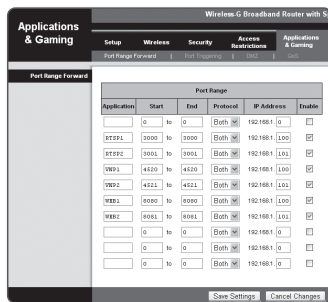 Wireless-G Broadband Router with S
Applications & Gaming
Setup Wireless Security Access Restrictions Applications & Gaming
Port Range Forward | Port Triggering | DMZ | QoS
Port Range Forward
Port Range
Application Start End Protocol IP Address Enable
0 to 0 Both 192.168.1. 0
RTSP1 3000 to 3000 Both 192.168.1. 100
RTSP2 3001 to 3001 Both 192.168.1. 101
VNP1 4520 to 4520 Both 192.168.1. 100
VNP2 4521 to 4521 Both 192.168.1. 101
WEB1 8080 to 8080 Both 192.168.1. 100
WEB2 8081 to 8081 Both 192.168.1. 101
0 to 0 Both 192.168.1. 0
0 to 0 Both 192.168.1. 0
0 to 0 Both 192.168.1. 0
Save Settings Cancel Changes